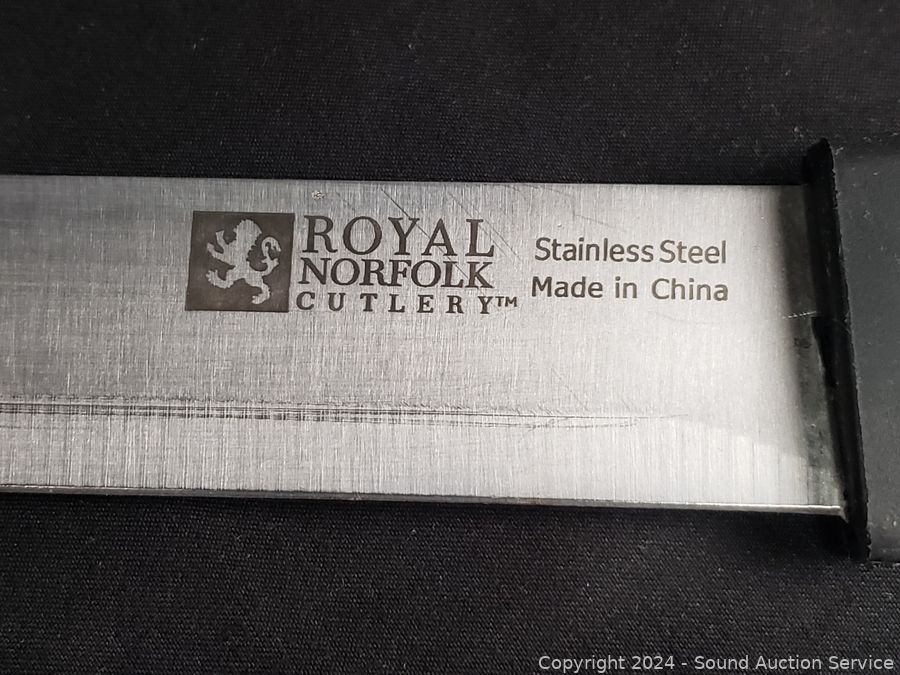 ROYAL
NORFOLK
CUTLERY™
Stainless Steel
Made in China
Copyright 2024 - Sound Auction Service